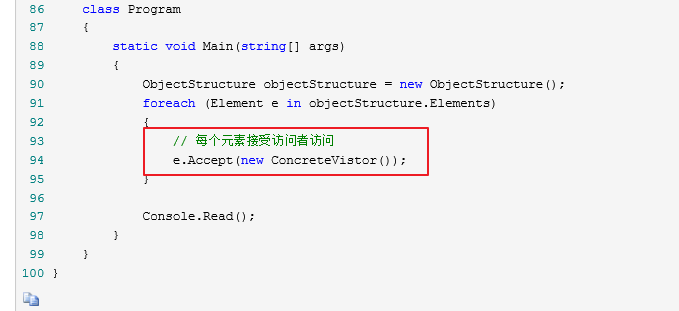 86 class Program
87 {
88 static void Main(string[] args)
89 {
90 ObjectStructure objectStructure = new ObjectStructure();
91 foreach (Element e in objectStructure.Elements)
92 {
93 // 每个元素接受访问者访问
94 e.Accept(new ConcreteVistor());
95 }
96
97 Console.Read();
98 }
99 }
100 }